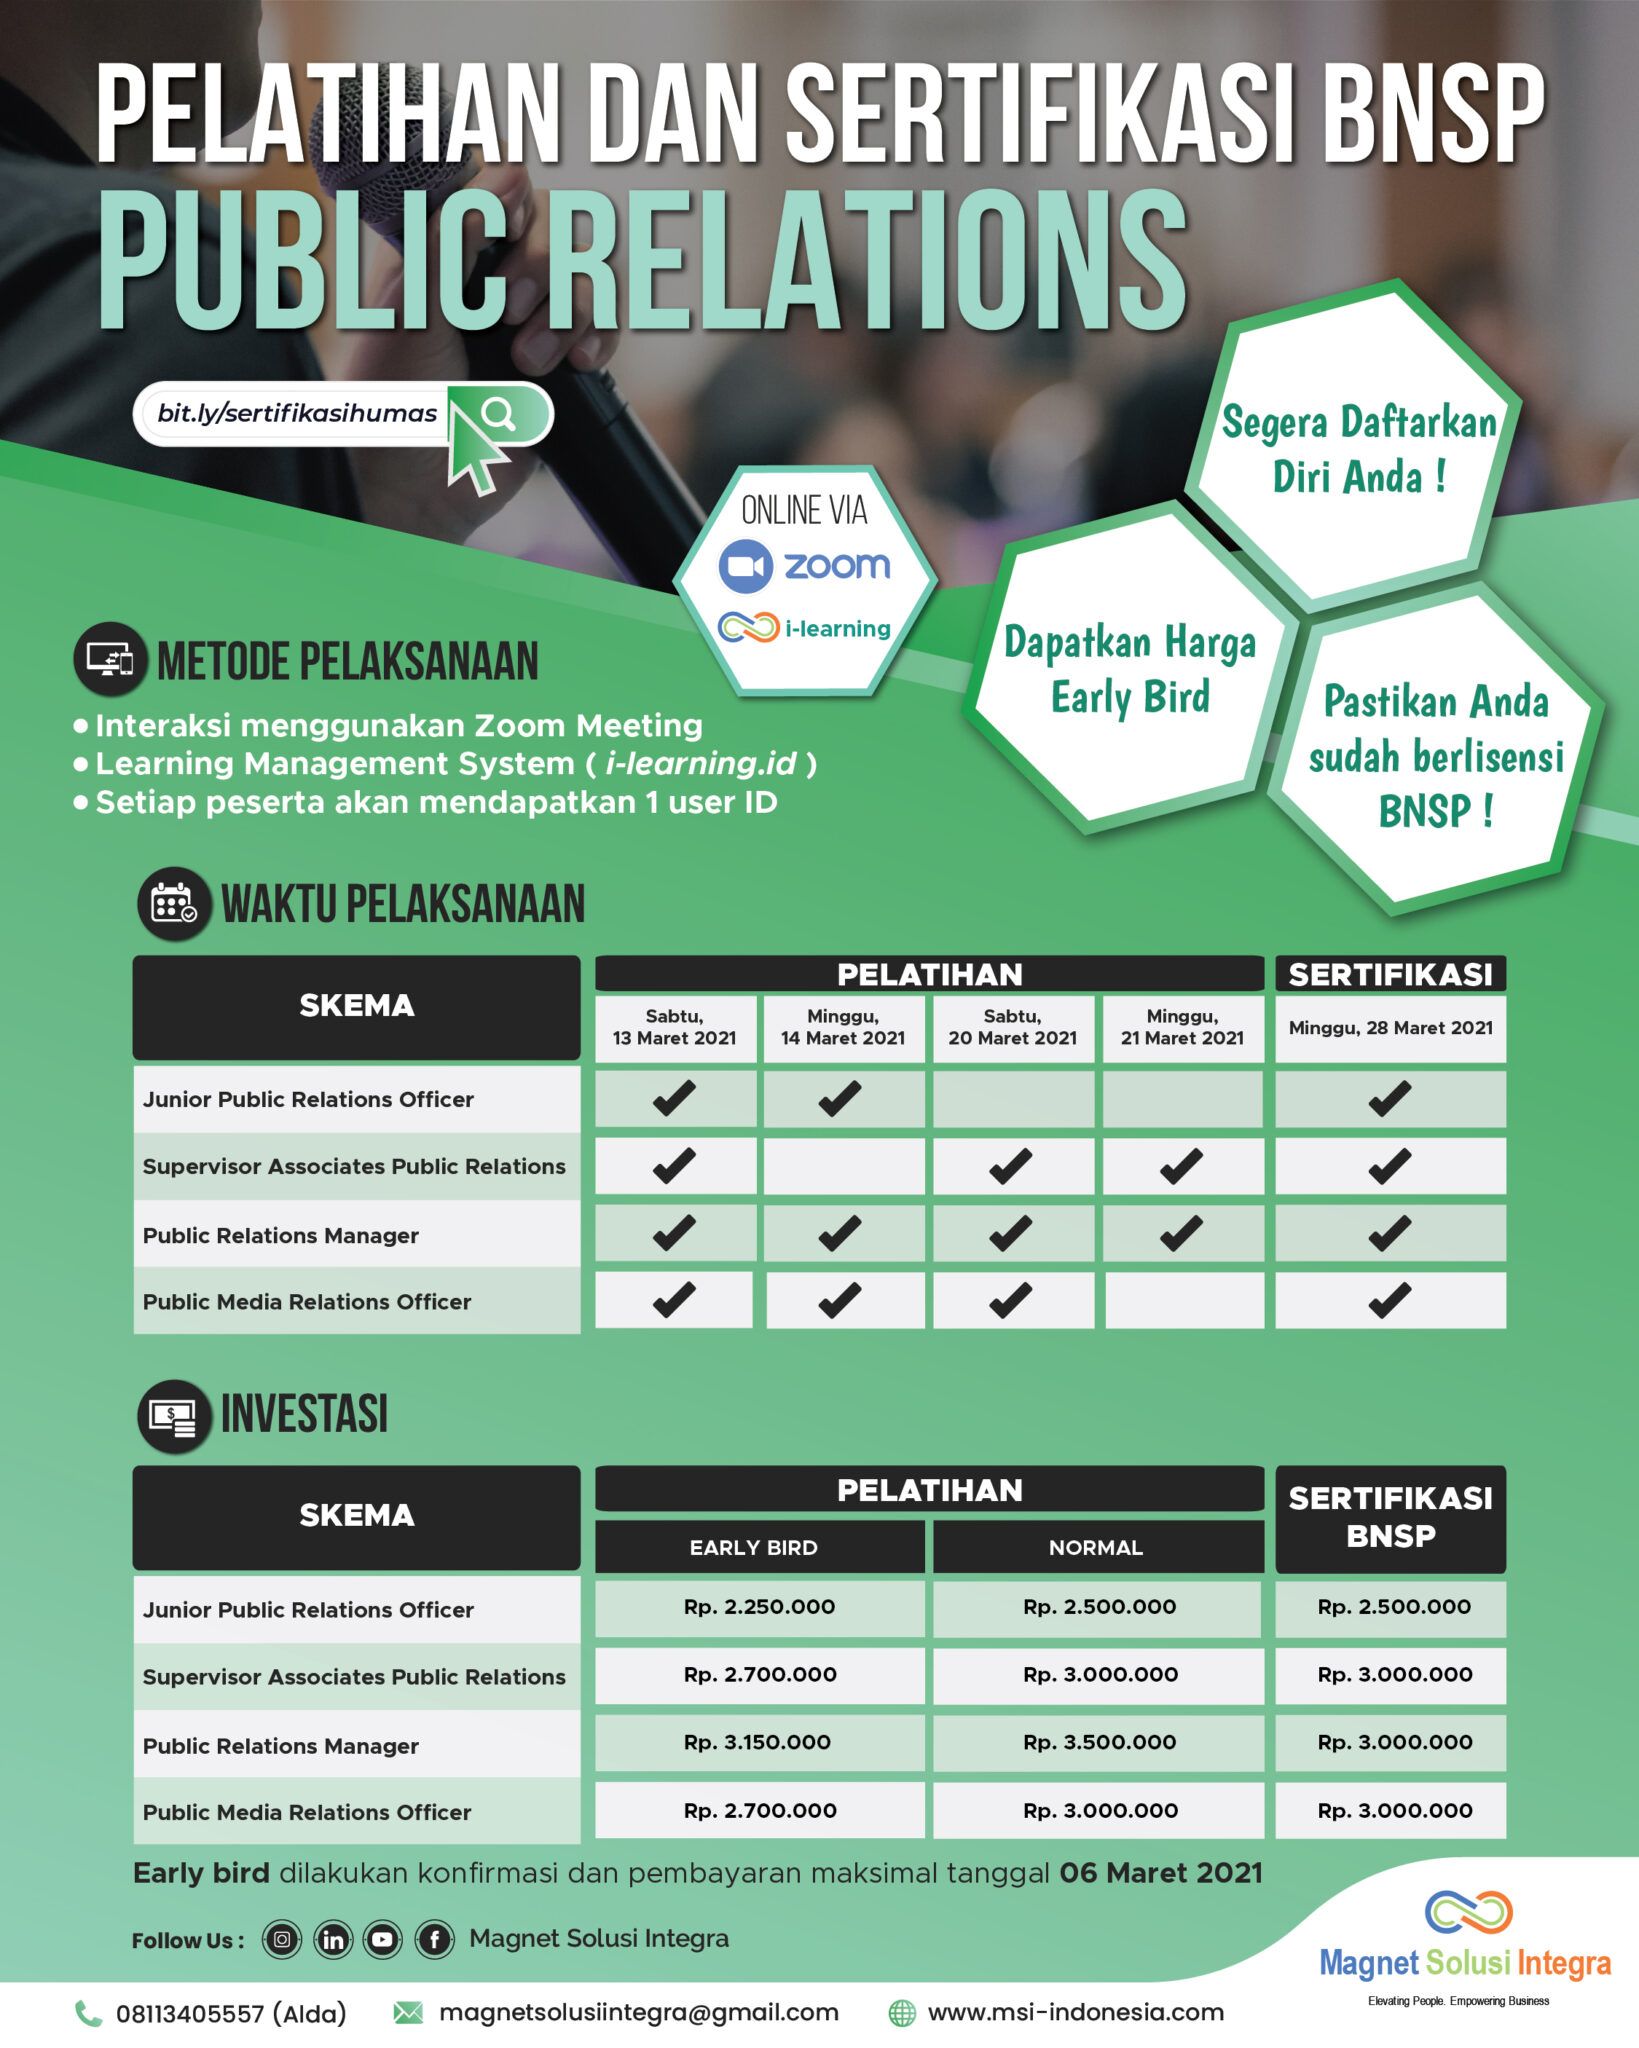 PELATIHAN DAN SERTIFIKASI BNSP
PUBLIC RELATIONS
bit.ly/sertifikasihumas
Segera Daftarkan
Diri Anda !
ONLINE VIA
zoom
i-learning
Dapatkan Harga
Early Bird
Pastikan Anda
sudah berlisensi
BNSP !
METODE PELAKSANAAN
• Interaksi menggunakan Zoom Meeting
• Learning Management System ( i-learning.id )
• Setiap peserta akan mendapatkan 1 user ID
WAKTU PELAKSANAAN
SKEMA PELATIHAN SERTIFIKASI
Sabtu, 13 Maret 2021 Minggu, 14 Maret 2021 Sabtu, 20 Maret 2021 Minggu, 21 Maret 2021 Minggu, 28 Maret 2021
Junior Public Relations Officer ✔ ✔ ✔
Supervisor Associates Public Relations ✔ ✔ ✔ ✔
Public Relations Manager ✔ ✔ ✔ ✔ ✔
Public Media Relations Officer ✔ ✔ ✔ ✔
INVESTASI
$
SKEMA PELATIHAN SERTIFIKASI BNSP
EARLY BIRD NORMAL
Junior Public Relations Officer Rp. 2.250.000 Rp. 2.500.000 Rp. 2.500.000
Supervisor Associates Public Relations Rp. 2.700.000 Rp. 3.000.000 Rp. 3.000.000
Public Relations Manager Rp. 3.150.000 Rp. 3.500.000 Rp. 3.000.000
Public Media Relations Officer Rp. 2.700.000 Rp. 3.000.000 Rp. 3.000.000
Early bird dilakukan konfirmasi dan pembayaran maksimal tanggal 06 Maret 2021
Follow Us : in f Magnet Solusi Integra
Magnet Solusi Integra
Elevating People. Empowering Business
08113405557 (Alda) magnetsolusiintegra@gmail.com www.msi-indonesia.com